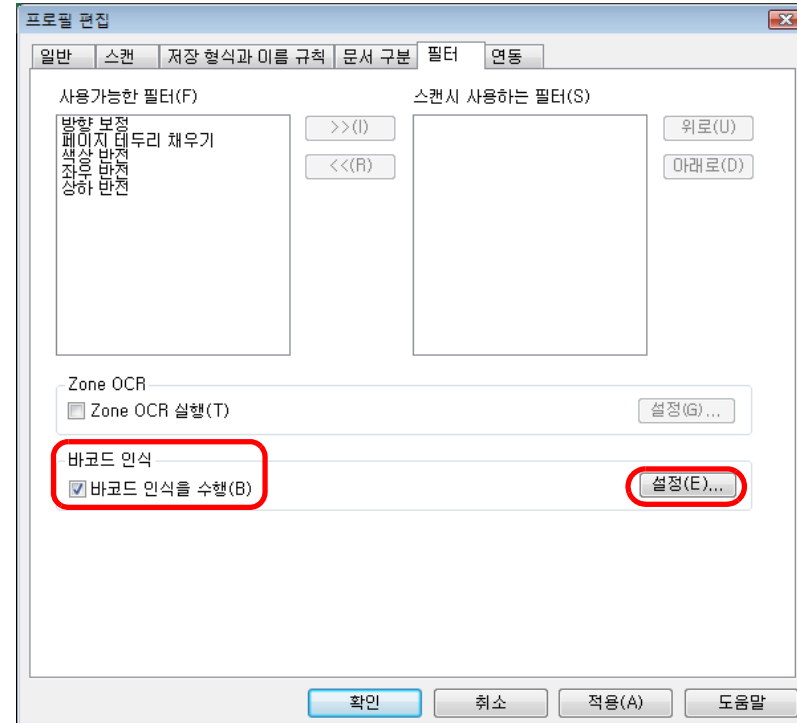 프로필 편집
일반 스캔 저장 형식과 이름 규칙 문서 구분 필터 연동
사용가능한 필터(F) 스캔시 사용하는 필터(S)
방향 보정
페이지 테두리 채우기
색상 반전
좌우 반전
상하 반전
>>(I)
<<(R)
위로(U)
아래로(D)
Zone OCR
Zone OCR 실행(T) 설정(G)...
바코드 인식
바코드 인식을 수행(B) 설정(E)...
확인 취소 적용(A) 도움말